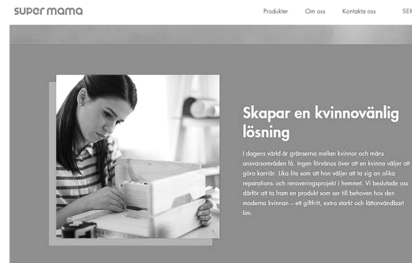 super mama
Produkter Om oss Kontakta oss SEK
Skapar en kvinnovänlig
lösning
I dagens värld är gränserna mellan kvinnor och mäns
ansvarsområden få. Ingen förvånas över att en kvinna väljer att
göra karriär. Lika lite som att hon väljer att ta sig an olika
reparations- och renoveringsprojekt i hemmet. Vi beslutade oss
därför att ta fram en produkt som ser till behoven hos den
moderna kvinnan – ett giftfritt, extra starkt och lättanvändbart
lim.